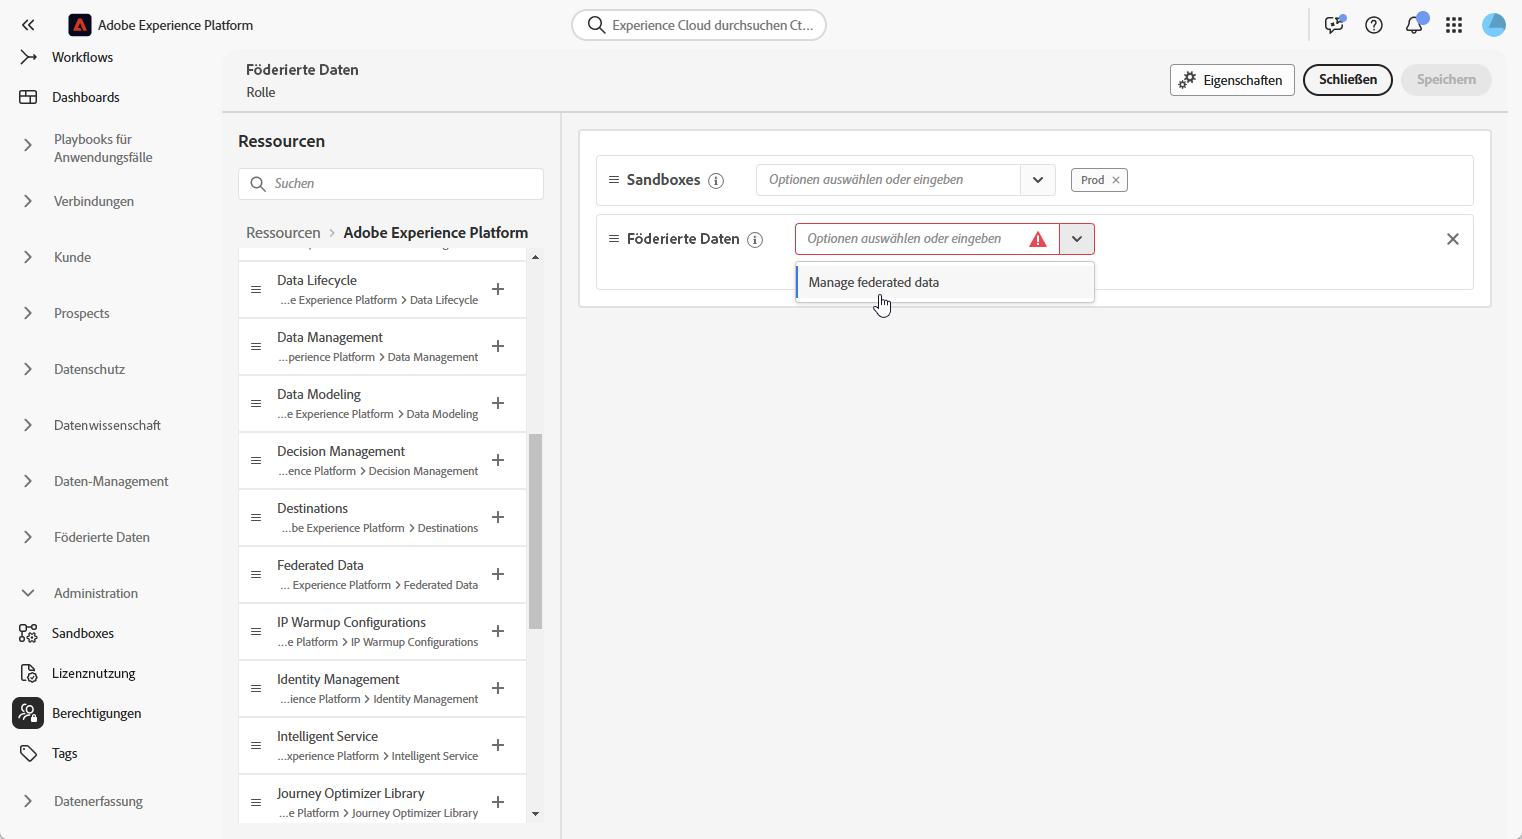 Adobe Experience Platform
Experience Cloud durchsuchen Ct...
Workflows
Dashboards
Playbooks für
Anwendungsfälle
Verbindungen
Kunde
Prospects
Datenschutz
Datenwissenschaft
Daten-Management
Föderierte Daten
Administration
Sandboxes
Lizenznutzung
Berechtigungen
Tags
Datenerfassung
Föderierte Daten
Rolle
Eigenschaften
Schließen
Speichern
Ressourcen
Suchen
Ressourcen > Adobe Experience Platform
Data Lifecycle
...e Experience Platform > Data Lifecycle
Data Management
...perience Platform > Data Management
Data Modeling
...e Experience Platform > Data Modeling
Decision Management
...ence Platform > Decision Management
Destinations
...be Experience Platform > Destinations
Federated Data
... Experience Platform > Federated Data
IP Warmup Configurations
...e Platform > IP Warmup Configurations
Identity Management
...ience Platform > Identity Management
Intelligent Service
...xperience Platform > Intelligent Service
Journey Optimizer Library
...e Platform > Journey Optimizer Library
Sandboxes
Optionen auswählen oder eingeben
Prod
Föderierte Daten
Optionen auswählen oder eingeben
Manage federated data